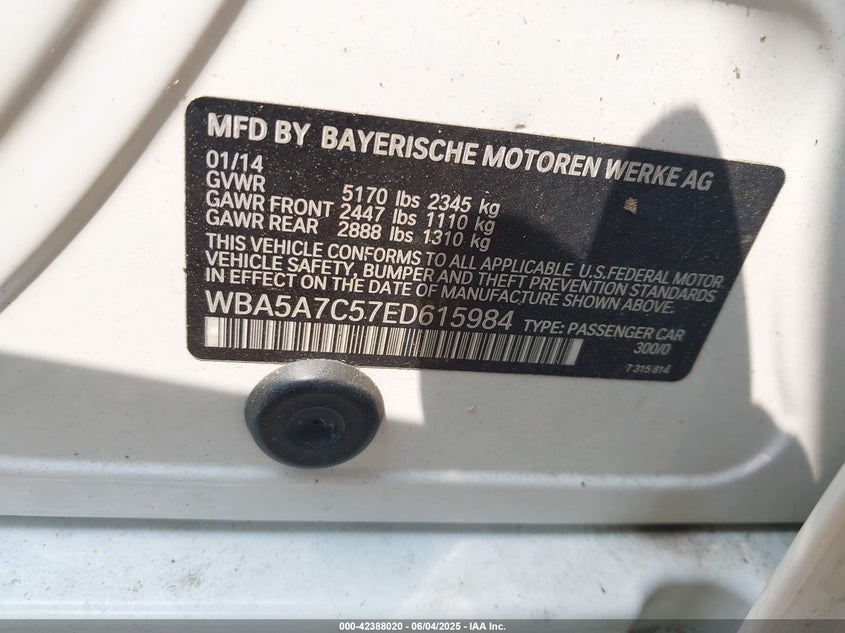 MFD BY BAYERISCHE MOTOREN WERKE AG
01/14
GVWR 5170 lbs 2345 kg
GAWR FRONT 2447 lbs 1110 kg
GAWR REAR 2888 lbs 1310 kg
THIS VEHICLE CONFORMS TO ALL APPLICABLE U.S.FEDERAL MOTOR
VEHICLE SAFETY, BUMPER AND THEFT PREVENTION STANDARDS
IN EFFECT ON THE DATE OF MANUFACTURE SHOWN ABOVE.
WBA5A7C57ED615984 TYPE: PASSENGER CAR
300/0
7 315 814
000-42388020 - 06/04/2025 - IAA Inc.